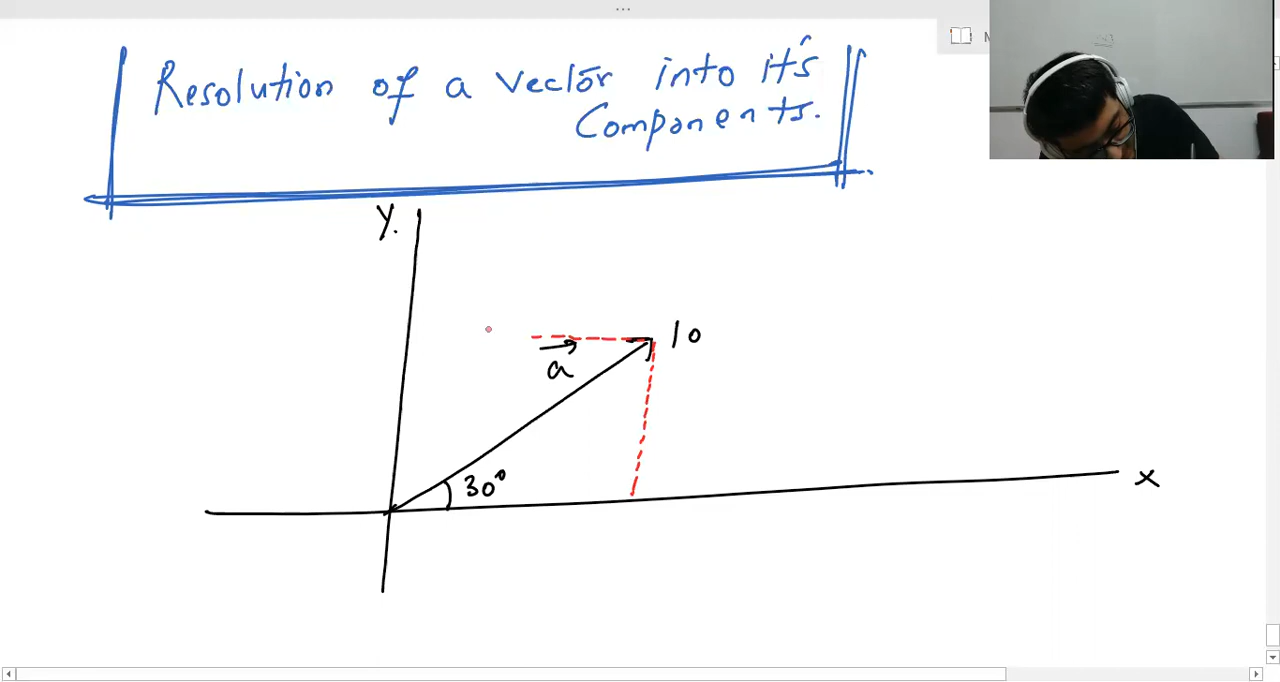 Resolution of a vector into it's
Components.
y.
10
a
30°
x